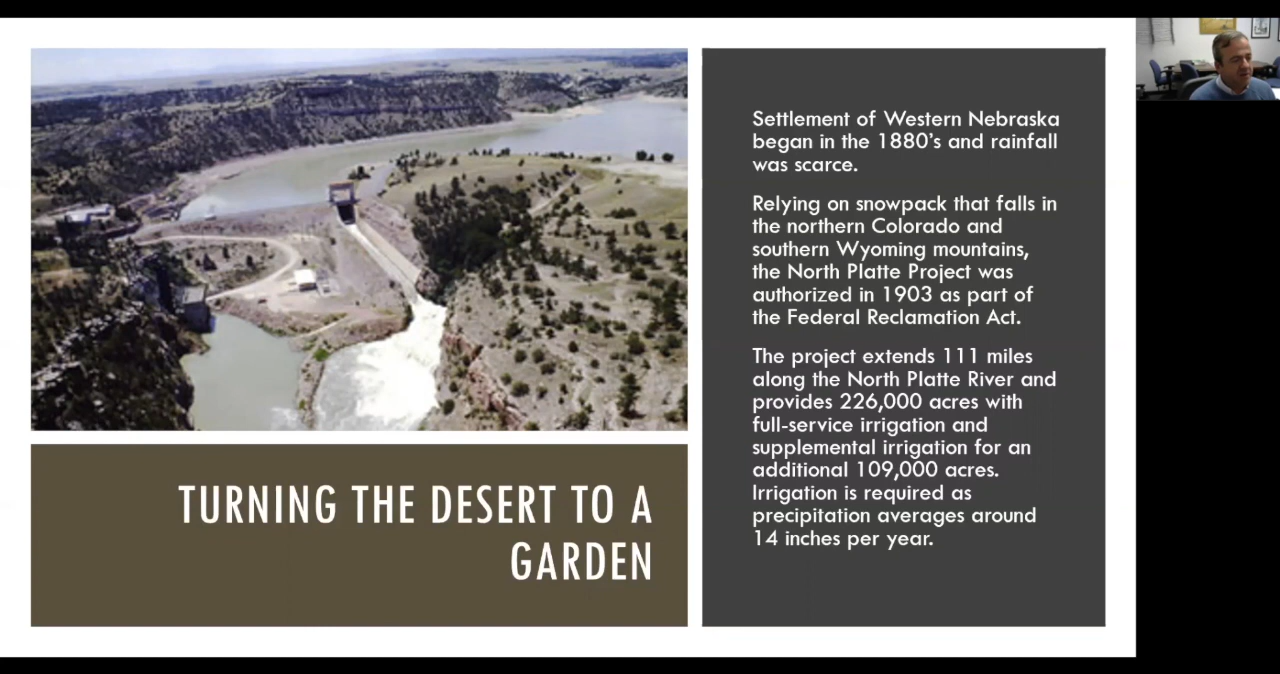 TURNING THE DESERT TO A
GARDEN
Settlement of Western Nebraska
began in the 1880’s and rainfall
was scarce.
Relying on snowpack that falls in
the northern Colorado and
southern Wyoming mountains,
the North Platte Project was
authorized in 1903 as part of
the Federal Reclamation Act.
The project extends 111 miles
along the North Platte River and
provides 226,000 acres with
full-service irrigation and
supplemental irrigation for an
additional 109,000 acres.
Irrigation is required as
precipitation averages around
14 inches per year.